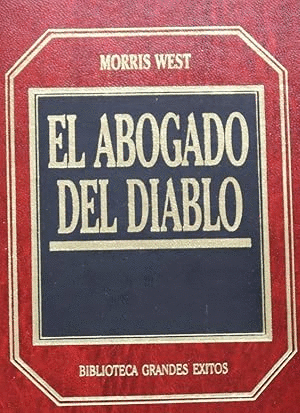 MORRIS WEST
EL ABOGADO
DEL DIABLO
BIBLIOTECA GRANDES EXITOS